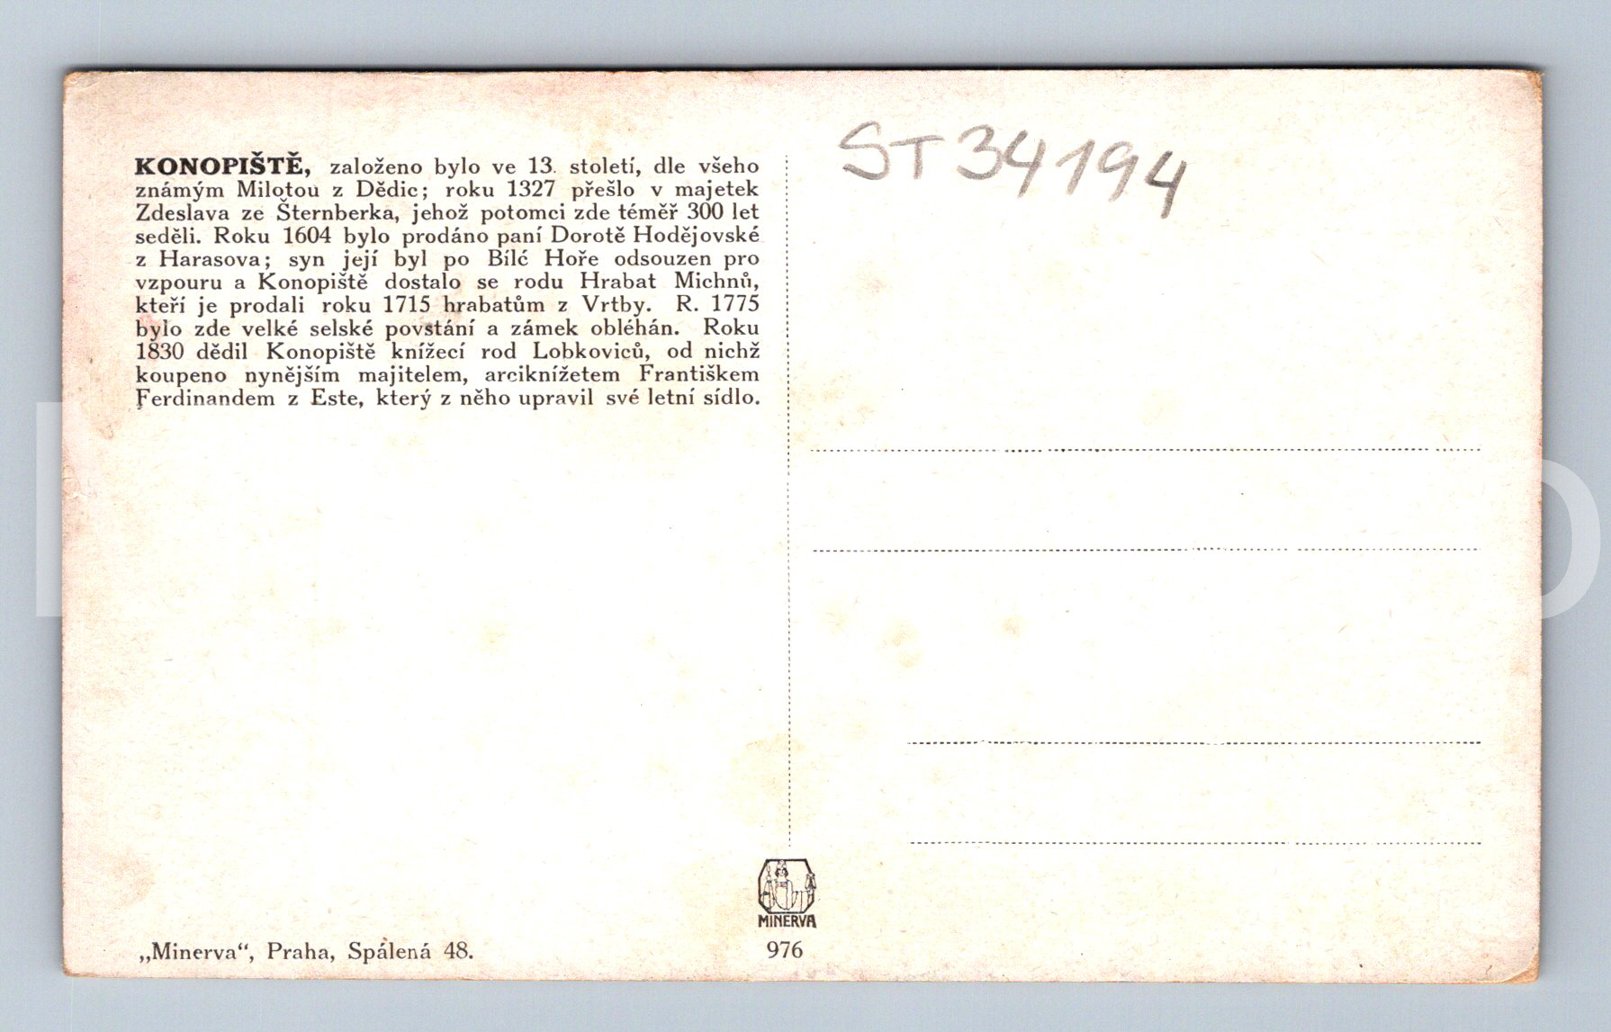 KONOPIŠTĚ, založeno bylo ve 13. století, dle všeho
známým Milotou z Dědic; roku 1327 přešlo v majetek
Zdeslava ze Šternberka, jehož potomci zde téměř 300 let
seděli. Roku 1604 bylo prodáno paní Dorotě Hodějovské
z Harasova; syn její byl po Bílé Hoře odsouzen pro
vzpouru a Konopiště dostalo se rodu Hrabat Michnů,
kteří je prodali roku 1715 hrabatům z Vrtby. R. 1775
bylo zde velké selské povstání a zámek obléhán. Roku
1830 dědil Konopiště knížecí rod Lobkoviců, od nichž
koupeno nynějším majitelem, arciknížetem Františkem
Ferdinandem z Este, který z něho upravil své letní sídlo.
ST34194
MINERVA
„Minerva“, Praha, Spálená 48.
976